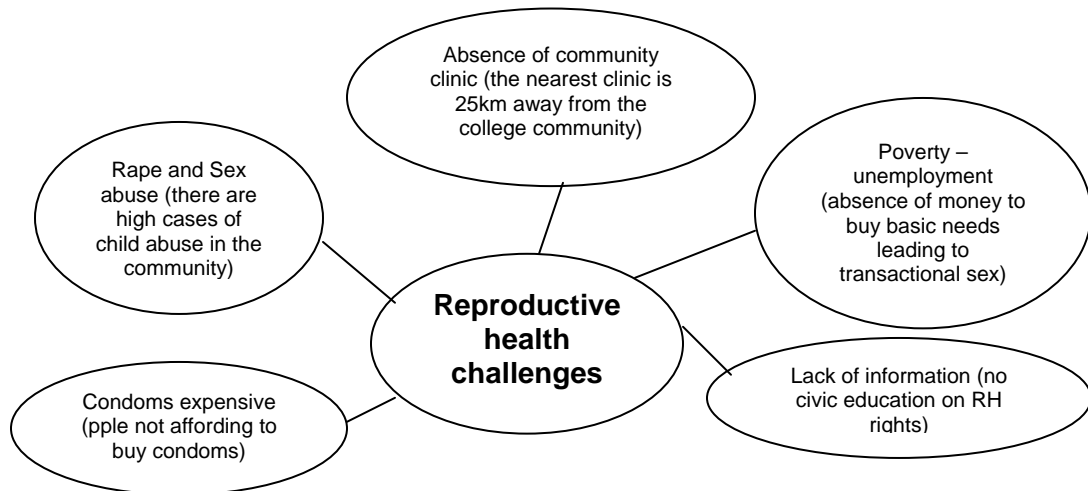 Absence of community
clinic (the nearest clinic is
25km away from the
college community)
Rape and Sex
abuse (there are
high cases of
child abuse in the
community)
Poverty –
unemployment
(absence of money to
buy basic needs
leading to
transactional sex)
Reproductive
health
challenges
Condoms expensive
(pple not affording to
buy condoms)
Lack of information (no
civic education on RH
rights)